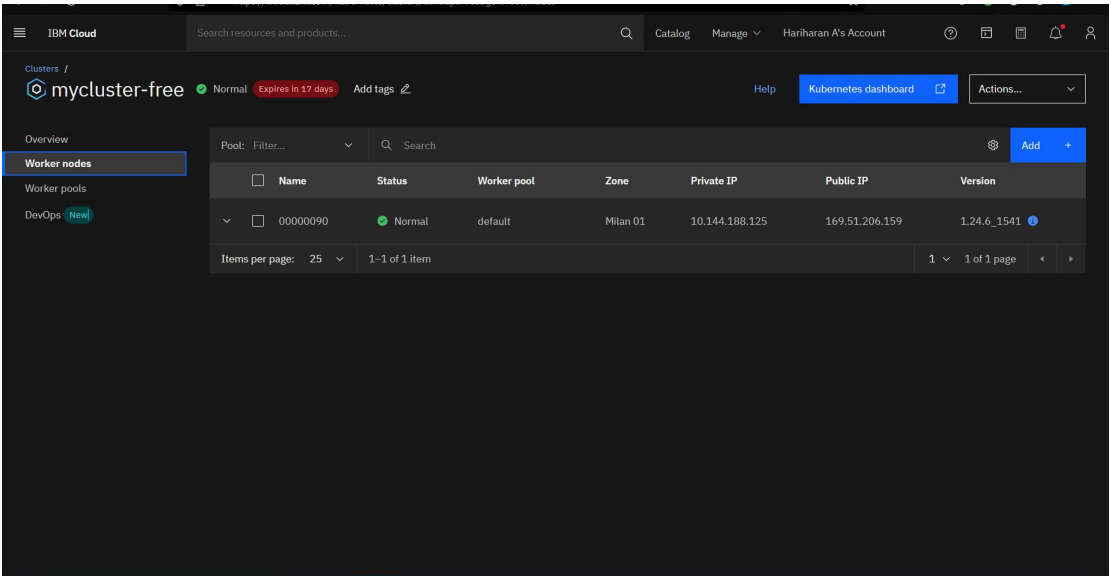 IBM Cloud
Search resources and products...
Catalog
Manage
Hariharan A's Account
Clusters /
mycluster-free
Normal
Expires in 17 days
Add tags
Help
Kubernetes dashboard
Actions...
Overview
Worker nodes
Worker pools
DevOps New
Pool: Filter...
Search
Add +
Name Status Worker pool Zone Private IP Public IP Version
00000090 Normal default Milan 01 10.144.188.125 169.51.206.159 1.24.6_1541
Items per page: 25 1–1 of 1 item 1 1 of 1 page